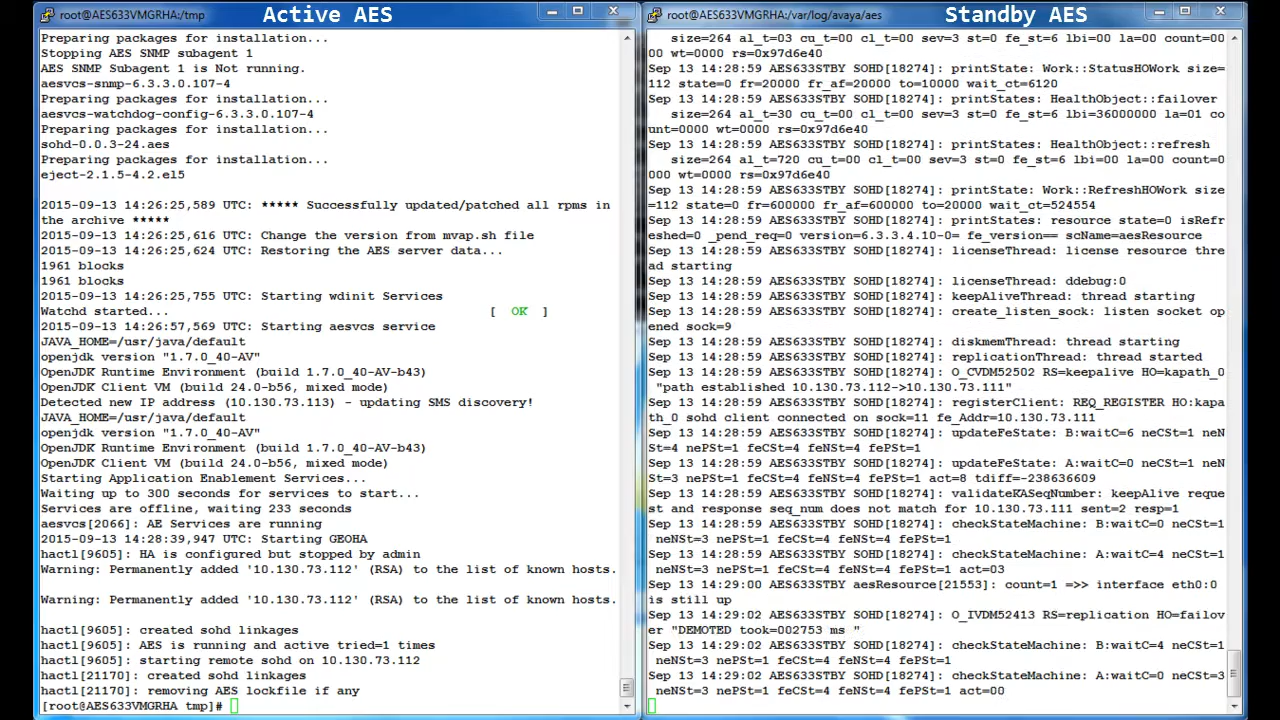 root@AES633VMGRHA:/tmp
Active AES
Preparing packages for installation...
Stopping AES SNMP subagent 1
AES SNMP Subagent 1 is Not running.
aesvcs-snmp-6.3.3.0.107-4
Preparing packages for installation...
aesvcs-watchdog-config-6.3.3.0.107-4
Preparing packages for installation...
sohd-0.0.3-24.aes
Preparing packages for installation...
eject-2.1.5-4.2.el5
2015-09-13 14:26:25,589 UTC: ***** Successfully updated/patched all rpms in
the archive *****
2015-09-13 14:26:25,616 UTC: Change the version from mvap.sh file
2015-09-13 14:26:25,624 UTC: Restoring the AES server data...
1961 blocks
1961 blocks
2015-09-13 14:26:25,755 UTC: Starting wdinit Services
Watchd started... [ OK ]
2015-09-13 14:26:57,569 UTC: Starting aesvcs service
JAVA_HOME=/usr/java/default
openjdk version "1.7.0_40-AV"
OpenJDK Runtime Environment (build 1.7.0_40-AV-b43)
OpenJDK Client VM (build 24.0-b56, mixed mode)
Detected new IP address (10.130.73.113) - updating SMS discovery!
JAVA_HOME=/usr/java/default
openjdk version "1.7.0_40-AV"
OpenJDK Runtime Environment (build 1.7.0_40-AV-b43)
OpenJDK Client VM (build 24.0-b56, mixed mode)
Starting Application Enablement Services...
Waiting up to 300 seconds for services to start...
Services are offline, waiting 233 seconds
aesvcs[2066]: AE Services are running
2015-09-13 14:28:39,947 UTC: Starting GEOHA
hactl[9605]: HA is configured but stopped by admin
Warning: Permanently added '10.130.73.112' (RSA) to the list of known hosts.
Warning: Permanently added '10.130.73.112' (RSA) to the list of known hosts.
hactl[9605]: created sohd linkages
hactl[9605]: AES is running and active tried=1 times
hactl[9605]: starting remote sohd on 10.130.73.112
hactl[21170]: created sohd linkages
hactl[21170]: removing AES lockfile if any
[root@AES633VMGRHA tmp]#
root@AES633VMGRHA:/var/log/avaya/aes
Standby AES
size=264 al_t=03 cu_t=00 cl_t=00 sev=3 st=0 fe_st=6 lbi=00 la=00 count=00
00 wt=0000 rs=0x97d6e40
Sep 13 14:28:59 AES633STBY SOHD[18274]: printState: Work::StatusHOWork size=
112 state=0 fr=20000 fr_af=20000 to=10000 wait_ct=6120
Sep 13 14:28:59 AES633STBY SOHD[18274]: printStates: HealthObject::failover
size=264 al_t=30 cu_t=00 cl_t=00 sev=3 st=0 fe_st=6 lbi=36000000 la=01 co
unt=0000 wt=0000 rs=0x97d6e40
Sep 13 14:28:59 AES633STBY SOHD[18274]: printStates: HealthObject::refresh
size=264 al_t=720 cu_t=00 cl_t=00 sev=3 st=0 fe_st=6 lbi=00 la=00 count=0
000 wt=0000 rs=0x97d6e40
Sep 13 14:28:59 AES633STBY SOHD[18274]: printState: Work::RefreshHOWork size
=112 state=0 fr=600000 fr_af=600000 to=20000 wait_ct=524554
Sep 13 14:28:59 AES633STBY SOHD[18274]: printStates: resource state=0 isRefr
eshed=0 _pend_req=0 version=6.3.3.4.10-0= fe_version== scName=aesResource
Sep 13 14:28:59 AES633STBY SOHD[18274]: licenseThread: license resource thre
ad starting
Sep 13 14:28:59 AES633STBY SOHD[18274]: licenseThread: ddebug:0
Sep 13 14:28:59 AES633STBY SOHD[18274]: keepAliveThread: thread starting
Sep 13 14:28:59 AES633STBY SOHD[18274]: create_listen_sock: listen socket op
ened sock=9
Sep 13 14:28:59 AES633STBY SOHD[18274]: diskmemThread: thread starting
Sep 13 14:28:59 AES633STBY SOHD[18274]: replicationThread: thread started
Sep 13 14:28:59 AES633STBY SOHD[18274]: O_CVDM52502 RS=keepalive HO=kapath_0
"path established 10.130.73.112->10.130.73.111"
Sep 13 14:28:59 AES633STBY SOHD[18274]: registerClient: REQ_REGISTER HO:kapa
th_0 sohd client connected on sock=11 fe_Addr=10.130.73.111
Sep 13 14:28:59 AES633STBY SOHD[18274]: updateFeState: B:waitC=6 neCSt=1 neN
St=4 nePSt=1 feCSt=4 feNSt=4 fePSt=1
Sep 13 14:28:59 AES633STBY SOHD[18274]: updateFeState: A:waitC=0 neCSt=1 neN
St=3 nePSt=1 feCSt=4 feNSt=4 fePSt=1 act=8 tdiff=-238636609
Sep 13 14:28:59 AES633STBY SOHD[18274]: validateKASeqNumber: keepAlive reque
st and response seq_num does not match for 10.130.73.111 sent=2 resp=1
Sep 13 14:28:59 AES633STBY SOHD[18274]: checkStateMachine: B:waitC=0 neCSt=1
neNSt=3 nePSt=1 feCSt=4 feNSt=4 fePSt=1
Sep 13 14:28:59 AES633STBY SOHD[18274]: checkStateMachine: A:waitC=4 neCSt=1
neNSt=3 nePSt=1 feCSt=4 feNSt=4 fePSt=1 act=03
Sep 13 14:29:00 AES633STBY aesResource[21553]: count=1 =>> interface eth0:0
is still up
Sep 13 14:29:02 AES633STBY SOHD[18274]: O_IVDM52413 RS=replication HO=failov
er "DEMOTED took=002753 ms "
Sep 13 14:29:02 AES633STBY SOHD[18274]: checkStateMachine: B:waitC=4 neCSt=1
neNSt=3 nePSt=1 feCSt=4 feNSt=4 fePSt=1
Sep 13 14:29:02 AES633STBY SOHD[18274]: checkStateMachine: A:waitC=0 neCSt=3
neNSt=3 nePSt=1 feCSt=4 feNSt=4 fePSt=1 act=00